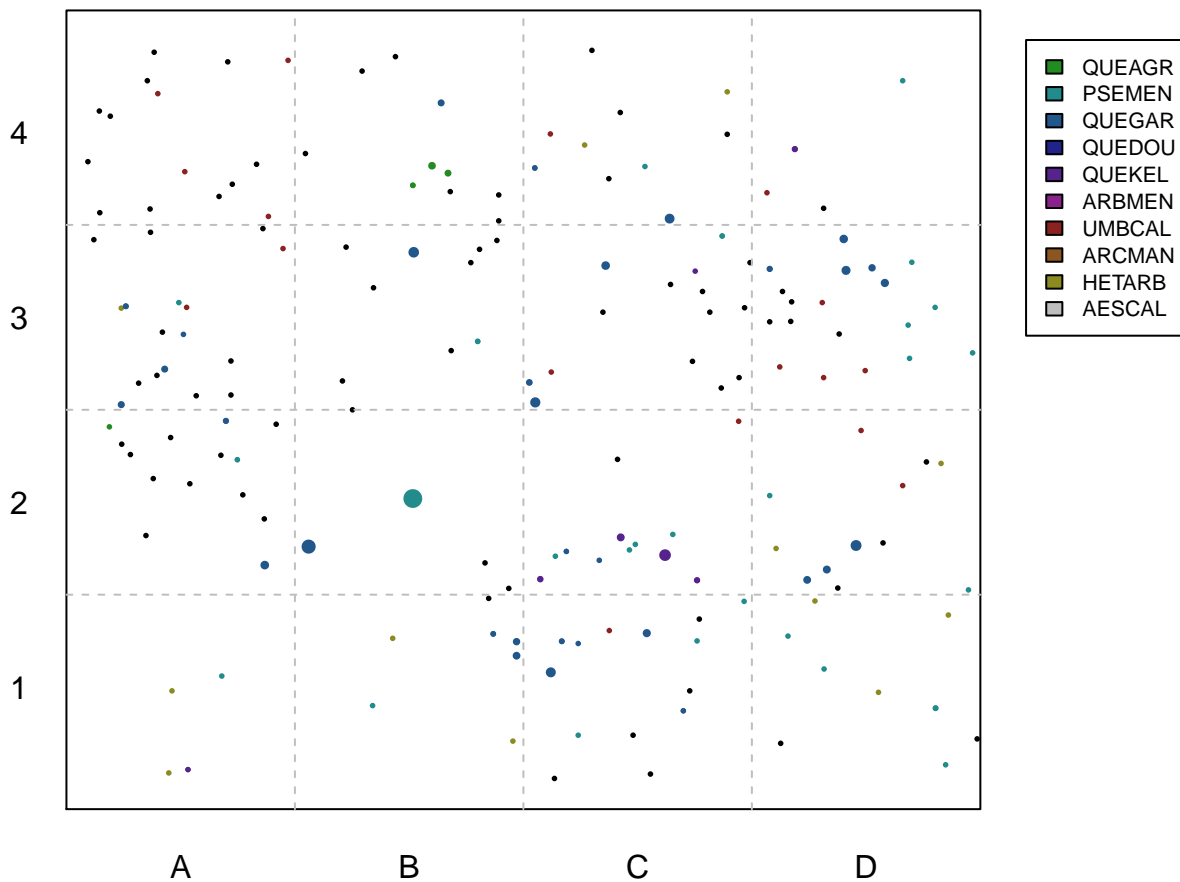 QUEAGR
PSEMEN
QUEGAR
QUEDOU
QUEKEL
ARBMEN
UMBCAL
ARCMAN
HETARB
AESCAL
4
3
2
1
A B C D